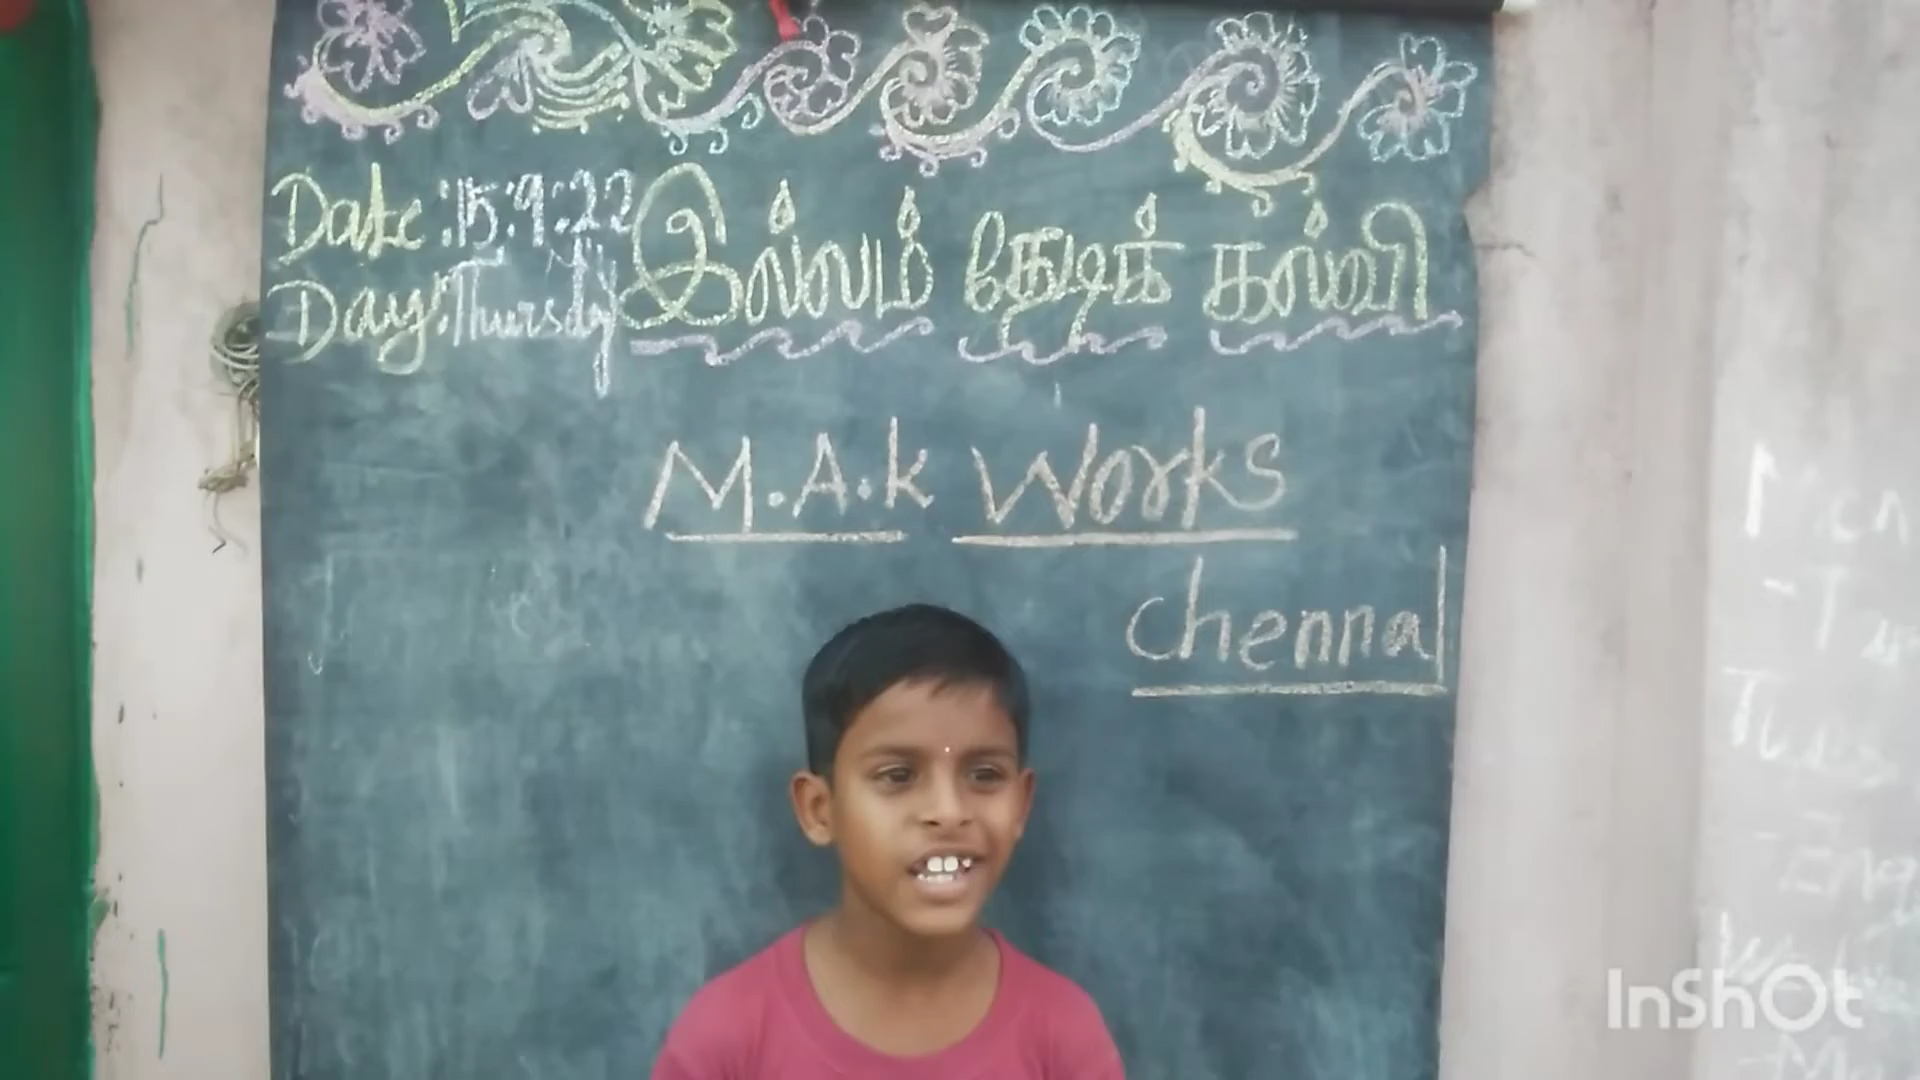 Date:15.9.22
Day:Thursday
இல்லம் தேடிக் கல்வி
M.A.k Works
chennai
InShOt